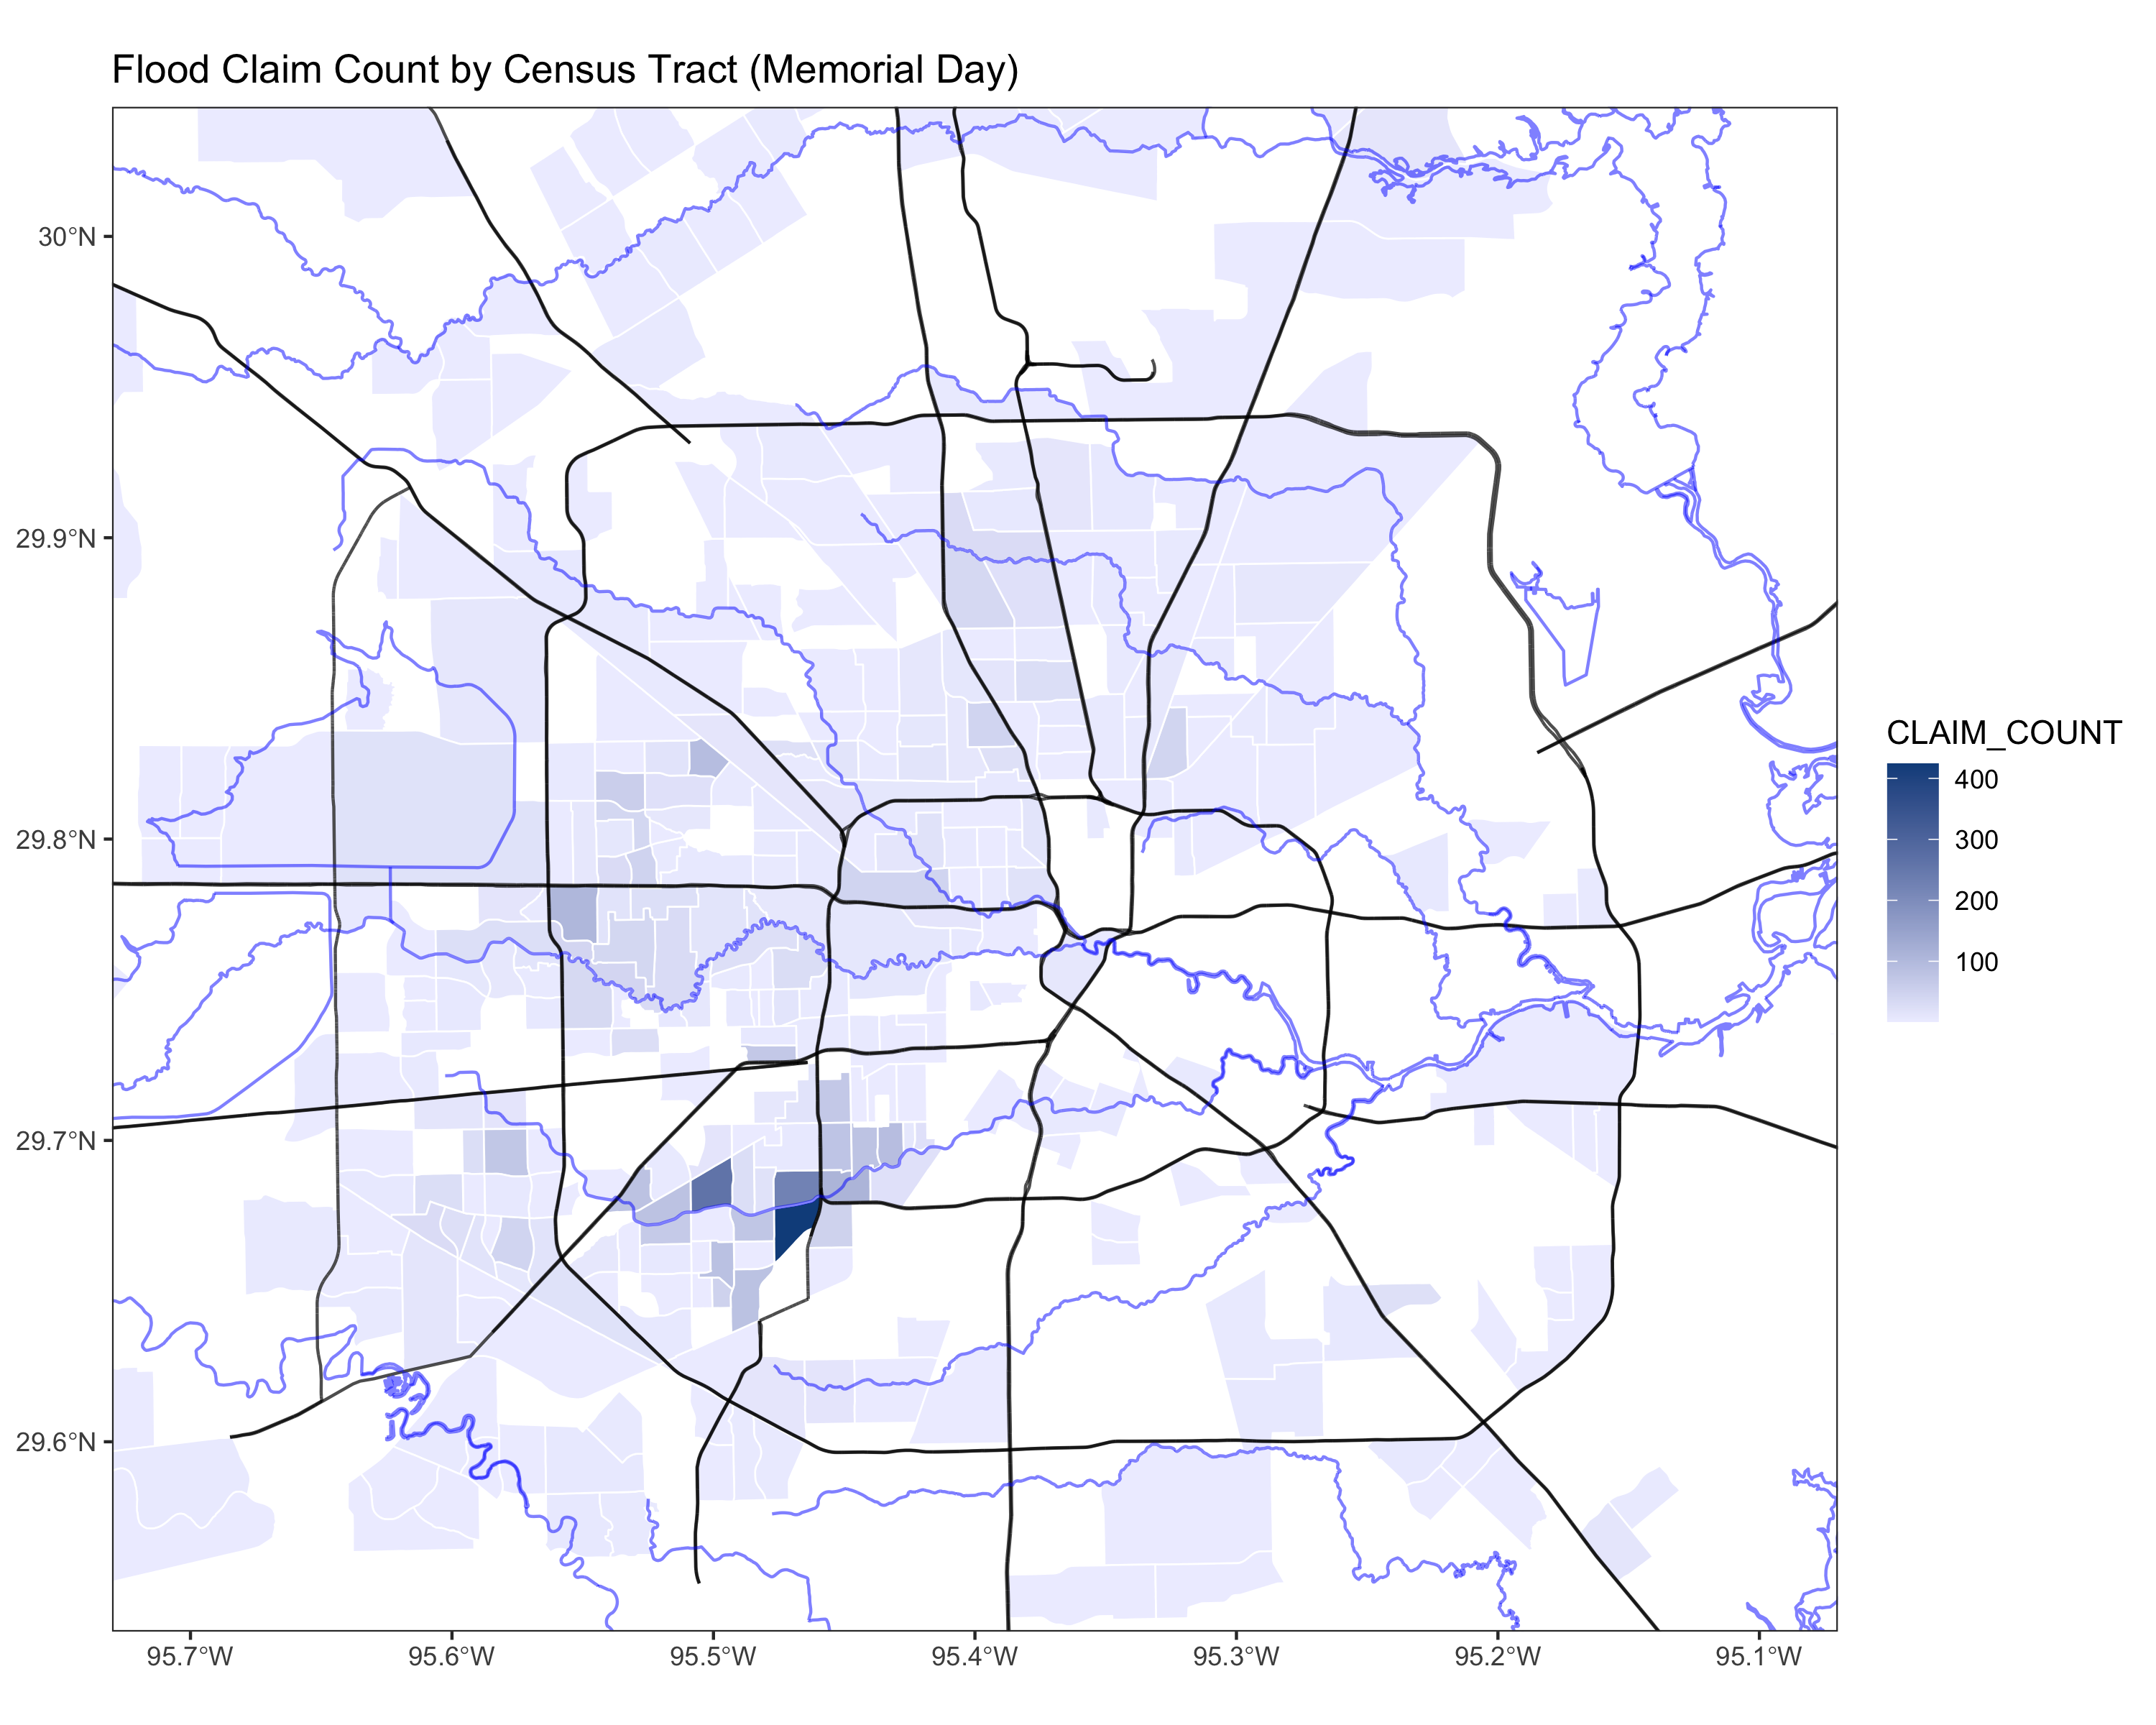 Flood Claim Count by Census Tract (Memorial Day)
30°N
29.9°N
29.8°N
29.7°N
29.6°N
95.7°W
95.6°W
95.5°W
95.4°W
95.3°W
95.2°W
95.1°W
CLAIM_COUNT
400
300
200
100